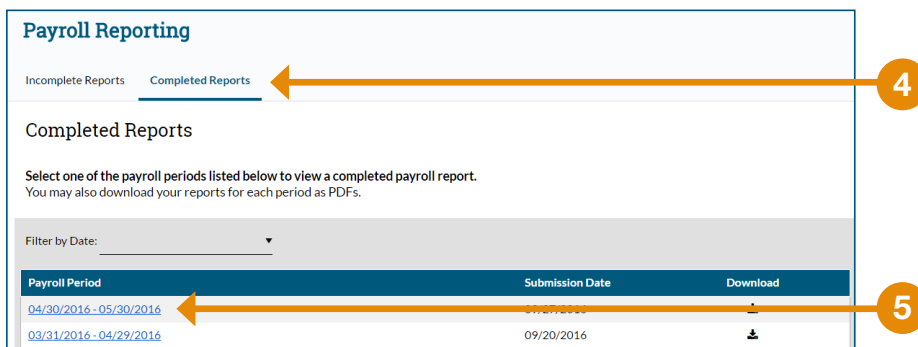 Payroll Reporting
Incomplete Reports Completed Reports
4
Completed Reports
Select one of the payroll periods listed below to view a completed payroll report.
You may also download your reports for each period as PDFs.
Filter by Date:
Payroll Period Submission Date Download
04/30/2016 - 05/30/2016
5
03/31/2016 - 04/29/2016 09/20/2016